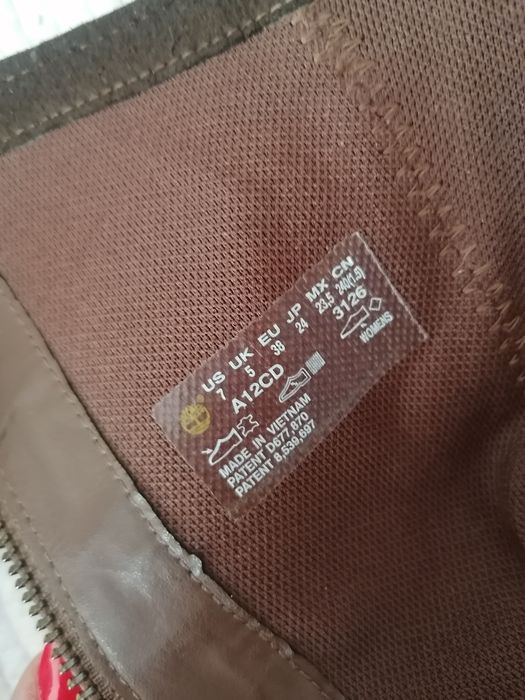 US UK EU JP MX CN
7 5 38 24 23,5 240(1.5)
A12CD 3126
WOMENS
MADE IN VIETNAM
PATENT D677,870
PATENT 8,539,697